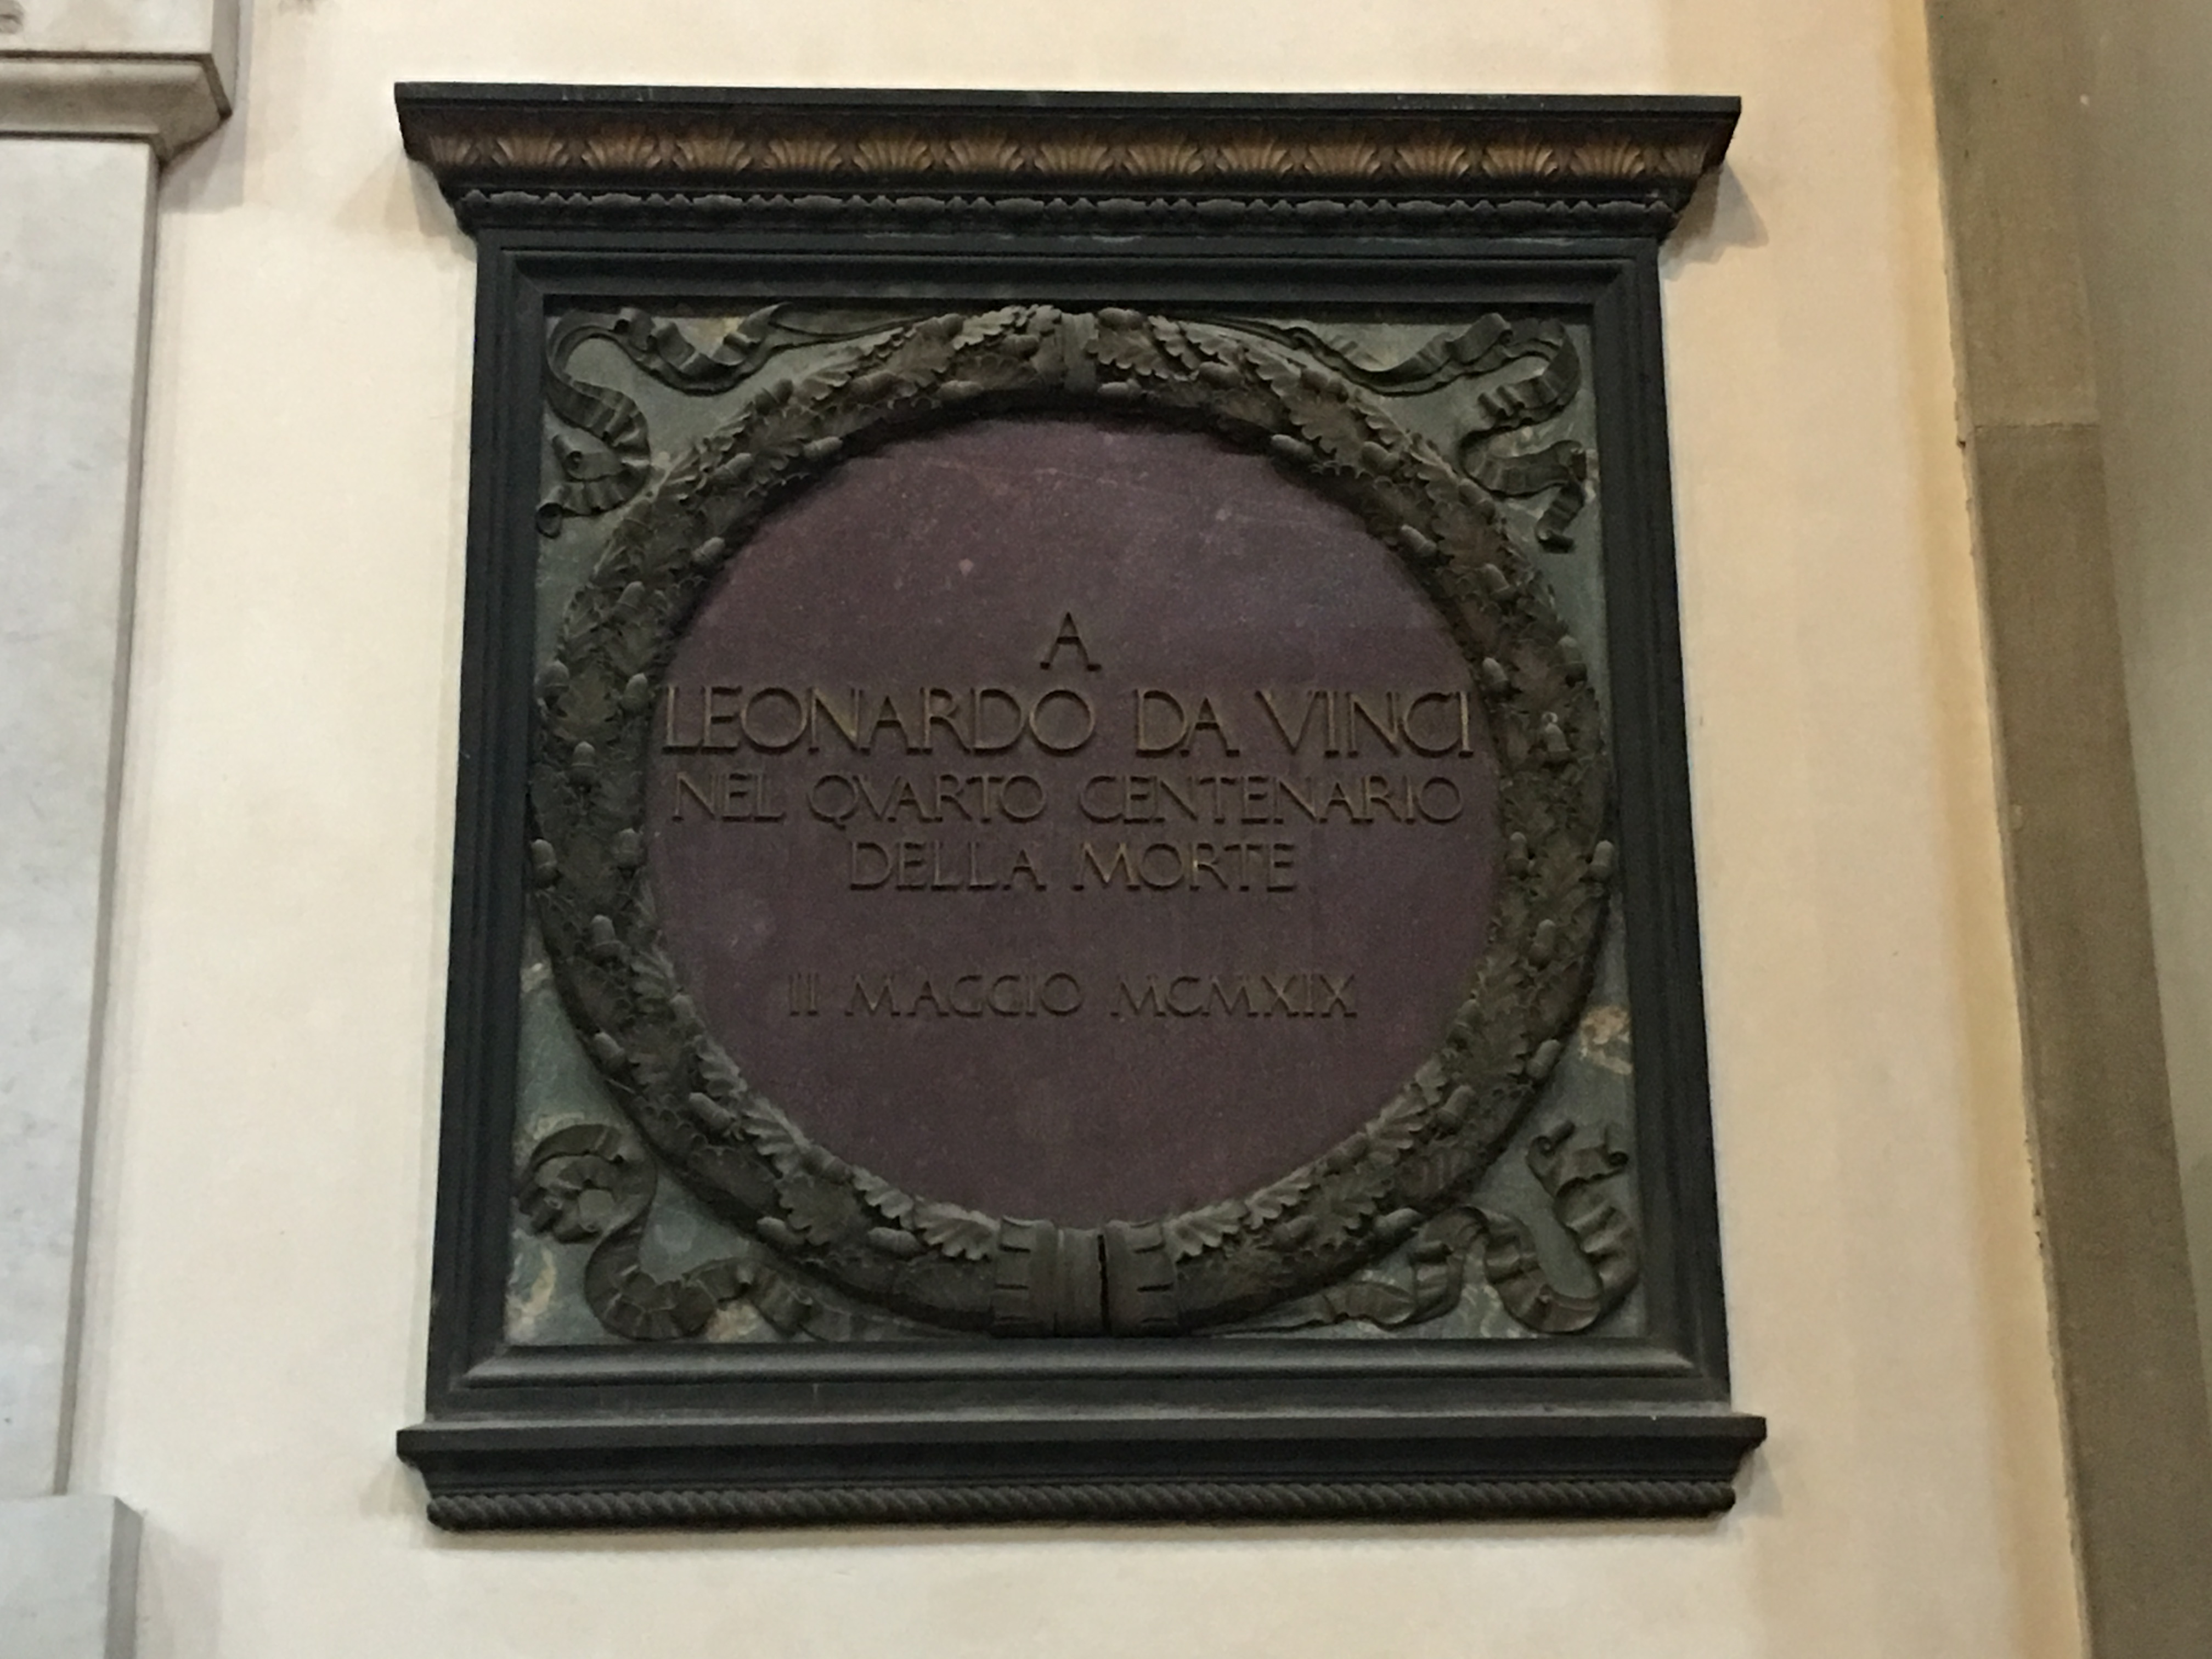 A
LEONARDO DA VINCI
NEL QVARTO CENTENARIO
DELLA MORTE
II MAGGIO MCMXIX